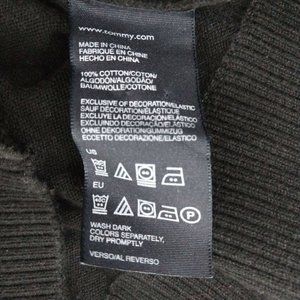 www.tommy.com
MADE IN CHINA
FABRIQUÉ EN CHINE
HECHO EN CHINA
100% COTTON/COTON/
ALGODÓN/ALGODÃO/
BAUMWOLLE/COTONE
EXCLUSIVE OF DECORATION/ELASTIC
SAUF DÉCORATION/ÉLASTIQUE
EXCLUYE LA DECORACIÓN/ELÁSTICO
EXCLUINDO DECORAÇÃO/ELÁSTICO
OHNE DEKORATION/GUMMIZUG
ECCETTO DECORAZIONE/ELASTICO
US
EU
P
WASH DARK
COLORS SEPARATELY,
DRY PROMPTLY
VERSO/AL REVERSO